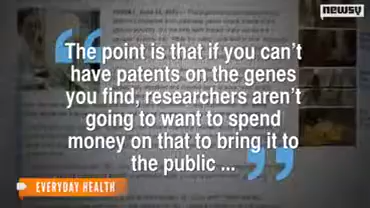 newsy
The point is that if you can't
have patents on the genes
you find, researchers aren't
going to want to spend
money on that to bring it to
the public ...
EVERYDAY HEALTH